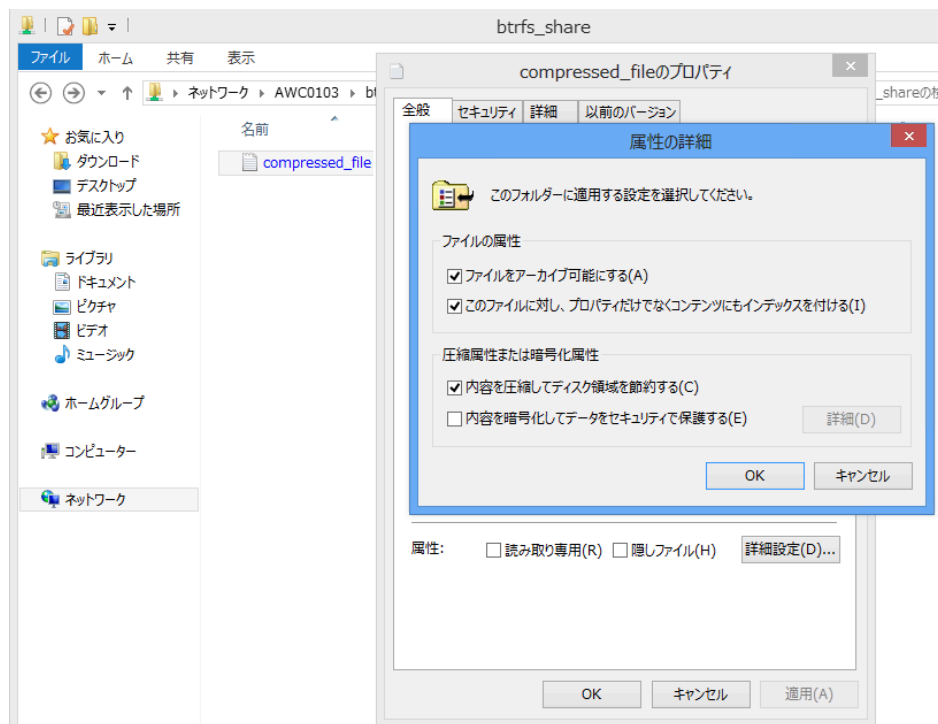 btrfs_share
ファイル ホーム 共有 表示
ネットワーク AWC0103
_shareの検
お気に入り
ダウンロード
デスクトップ
最近表示した場所
ライブラリ
ドキュメント
ピクチャ
ビデオ
ミュージック
ホームグループ
コンピューター
ネットワーク
名前
compressed_file
compressed_fileのプロパティ
全般 セキュリティ 詳細 以前のバージョン
属性の詳細
このフォルダーに適用する設定を選択してください。
ファイルの属性
ファイルをアーカイブ可能にする(A)
このファイルに対し、プロパティだけでなくコンテンツにもインデックスを付ける(I)
圧縮属性または暗号化属性
内容を圧縮してディスク領域を節約する(C)
内容を暗号化してデータをセキュリティで保護する(E) 詳細(D)
OK キャンセル
属性: 読み取り専用(R) 隠しファイル(H) 詳細設定(D)...
OK キャンセル 適用(A)